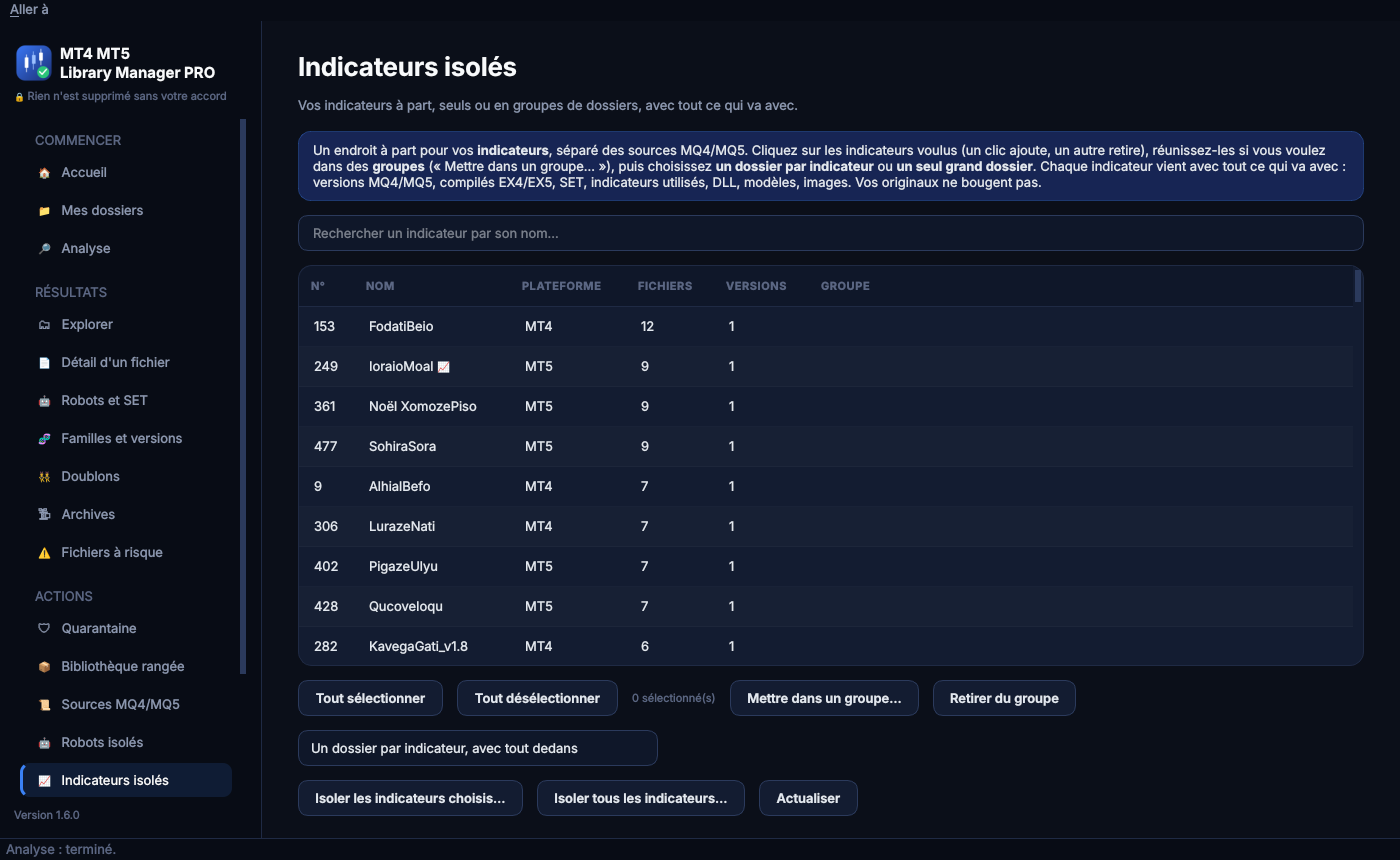 Aller à
MT4 MT5
Library Manager PRO
Rien n'est supprimé sans votre accord
COMMENCER
Accueil
Mes dossiers
Analyse
RÉSULTATS
Explorer
Détail d'un fichier
Robots et SET
Familles et versions
Doublons
Archives
Fichiers à risque
ACTIONS
Quarantaine
Bibliothèque rangée
Sources MQ4/MQ5
Robots isolés
Indicateurs isolés
Version 1.6.0
Indicateurs isolés
Vos indicateurs à part, seuls ou en groupes de dossiers, avec tout ce qui va avec.
Un endroit à part pour vos indicateurs, séparé des sources MQ4/MQ5. Cliquez sur les indicateurs voulus (un clic ajoute, un autre retire), réunissez-les si vous voulez
dans des groupes (« Mettre dans un groupe... »), puis choisissez un dossier par indicateur ou un seul grand dossier. Chaque indicateur vient avec tout ce qui va avec :
versions MQ4/MQ5, compilés EX4/EX5, SET, indicateurs utilisés, DLL, modèles, images. Vos originaux ne bougent pas.
Rechercher un indicateur par son nom...
N° NOM PLATEFORME FICHIERS VERSIONS GROUPE
153 FodatiBeio MT4 12 1
249 IoraioMoal MT5 9 1
361 Noël XomozePiso MT5 9 1
477 SohiraSora MT5 9 1
9 AlhialBefo MT4 7 1
306 LurazeNati MT4 7 1
402 PigazeUlyu MT5 7 1
428 Qucoveloqu MT5 7 1
282 KavegaGati_v1.8 MT4 6 1
Tout sélectionner Tout désélectionner 0 sélectionné(s) Mettre dans un groupe... Retirer du groupe
Un dossier par indicateur, avec tout dedans
Isoler les indicateurs choisis... Isoler tous les indicateurs... Actualiser
Analyse : terminé.